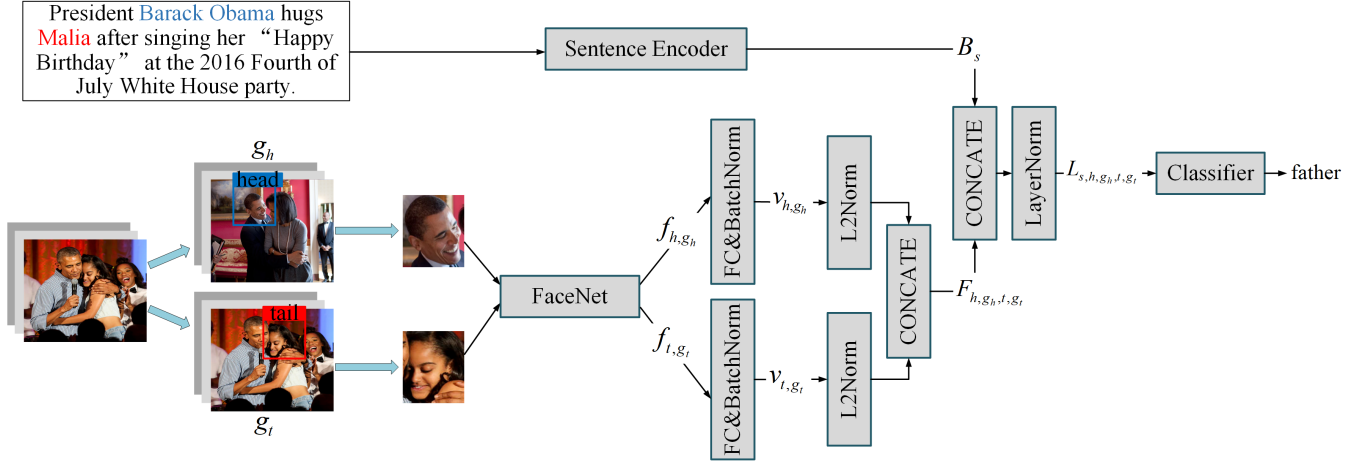 President Barack Obama hugs
Malia after singing her “Happy
Birthday” at the 2016 Fourth of
July White House party.
Sentence Encoder
B_s
g_h
head
tail
g_t
FaceNet
f_{h,g_h}
f_{t,g_t}
FC&BatchNorm
FC&BatchNorm
v_{h,g_h}
v_{t,g_t}
L2Norm
L2Norm
CONCATE
F_{h,g_h,t,g_t}
CONCATE
LayerNorm
L_{s,h,g_h,t,g_t}
Classifier
father